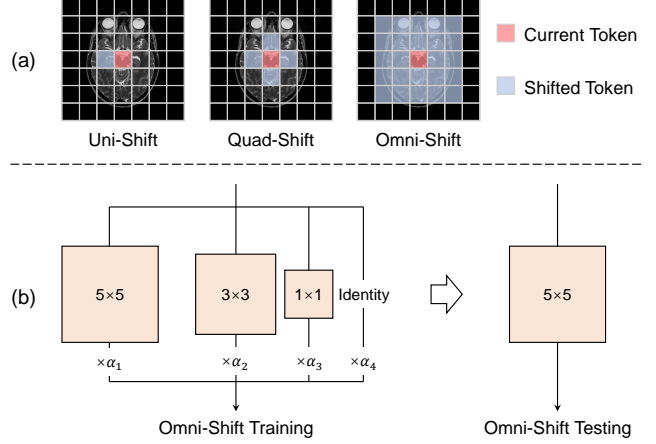 (a)
Uni-Shift
Quad-Shift
Omni-Shift
Current Token
Shifted Token
(b)
5×5
3×3
1×1
Identity
×α₁
×α₂
×α₃
×α₄
Omni-Shift Training
5×5
Omni-Shift Testing